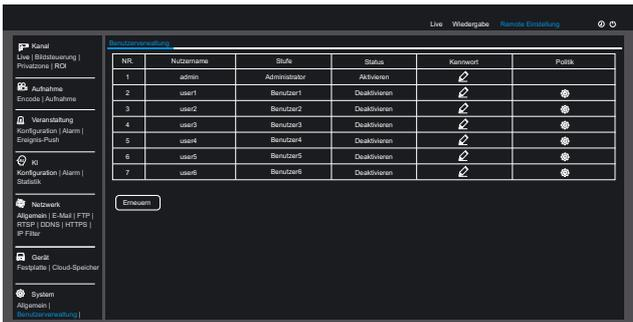 Live Wiedergabe Remote Einstellung
Kanal
Live | Bildsteuerung |
Privatzone | ROI
Aufnahme
Encode | Aufnahme
Veranstaltung
Konfiguration | Alarm |
Ereignis-Push
KI
Konfiguration | Alarm |
Statistik
Netzwerk
Allgemein | E-Mail | FTP |
RTSP | DDNS | HTTPS |
IP Filter
Gerät
Festplatte | Cloud-Speicher
System
Allgemein |
Benutzerverwaltung |
Benutzerverwaltung
NR. Nutzername Stufe Status Kennwort Politik
1 admin Administrator Aktivieren
2 user1 Benutzer1 Deaktivieren
3 user2 Benutzer2 Deaktivieren
4 user3 Benutzer3 Deaktivieren
5 user4 Benutzer4 Deaktivieren
6 user5 Benutzer5 Deaktivieren
7 user6 Benutzer6 Deaktivieren
Erneuern